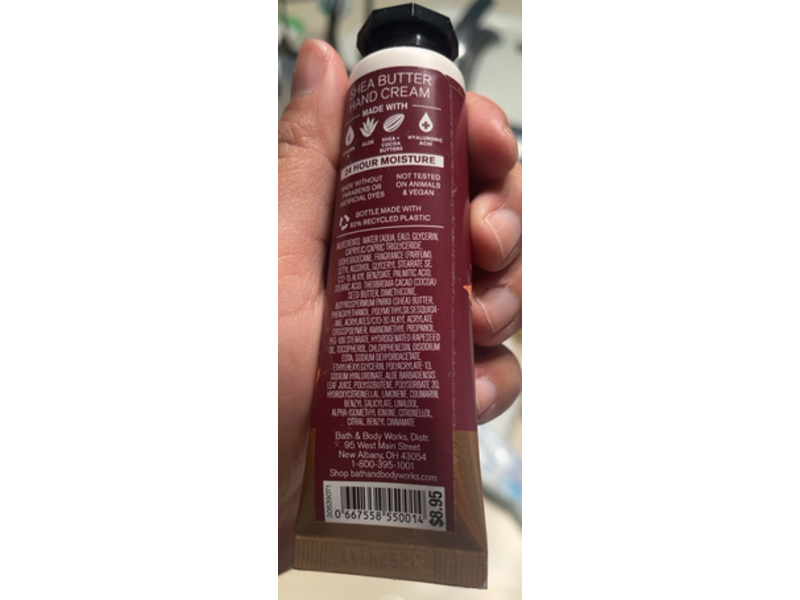 SHEA BUTTER
HAND CREAM
MADE WITH
ALOE
SHEA +
COCOA
BUTTERS
HYALURONIC
ACID
24 HOUR MOISTURE
MADE WITHOUT
PARABENS OR
ARTIFICIAL DYES
NOT TESTED
ON ANIMALS
& VEGAN
BOTTLE MADE WITH
RECYCLED PLASTIC
INGREDIENTS: WATER (AQUA, EAU), GLYCERIN,
CAPRYLIC/CAPRIC TRIGLYCERIDE,
ISOHEXADECANE, FRAGRANCE (PARFUM),
CETYL ALCOHOL, GLYCERYL STEARATE SE,
C12-15 ALKYL BENZOATE, PALMITIC ACID,
STEARIC ACID, THEOBROMA CACAO (COCOA)
SEED BUTTER, DIMETHICONE,
BUTYROSPERMUM PARKII (SHEA) BUTTER,
PHENOXYETHANOL, POLYMETHYLSILSESQUIOX-
ANE, ACRYLATES/C10-30 ALKYL ACRYLATE
CROSSPOLYMER, AMINOMETHYL PROPANOL,
PEG-100 STEARATE, HYDROGENATED RAPESEED
OIL, TOCOPHEROL, CHLORPHENESIN, DISODIUM
EDTA, SODIUM DEHYDROACETATE,
ETHYLHEXYLGLYCERIN, POLYACRYLATE-13,
SODIUM HYALURONATE, ALOE BARBADENSIS
LEAF JUICE, POLYISOBUTENE, POLYSORBATE 20,
HYDROXYCITRONELLAL, LIMONENE, COUMARIN,
BENZYL SALICYLATE, LINALOOL,
ALPHA-ISOMETHYL IONONE, CITRONELLOL,
CITRAL, BENZYL CINNAMATE
Bath & Body Works, Distr.
95 West Main Street
New Albany, OH 43054
1-800-395-1001
Shop bathandbodyworks.com
30639071
0 667558 550014
$8.95